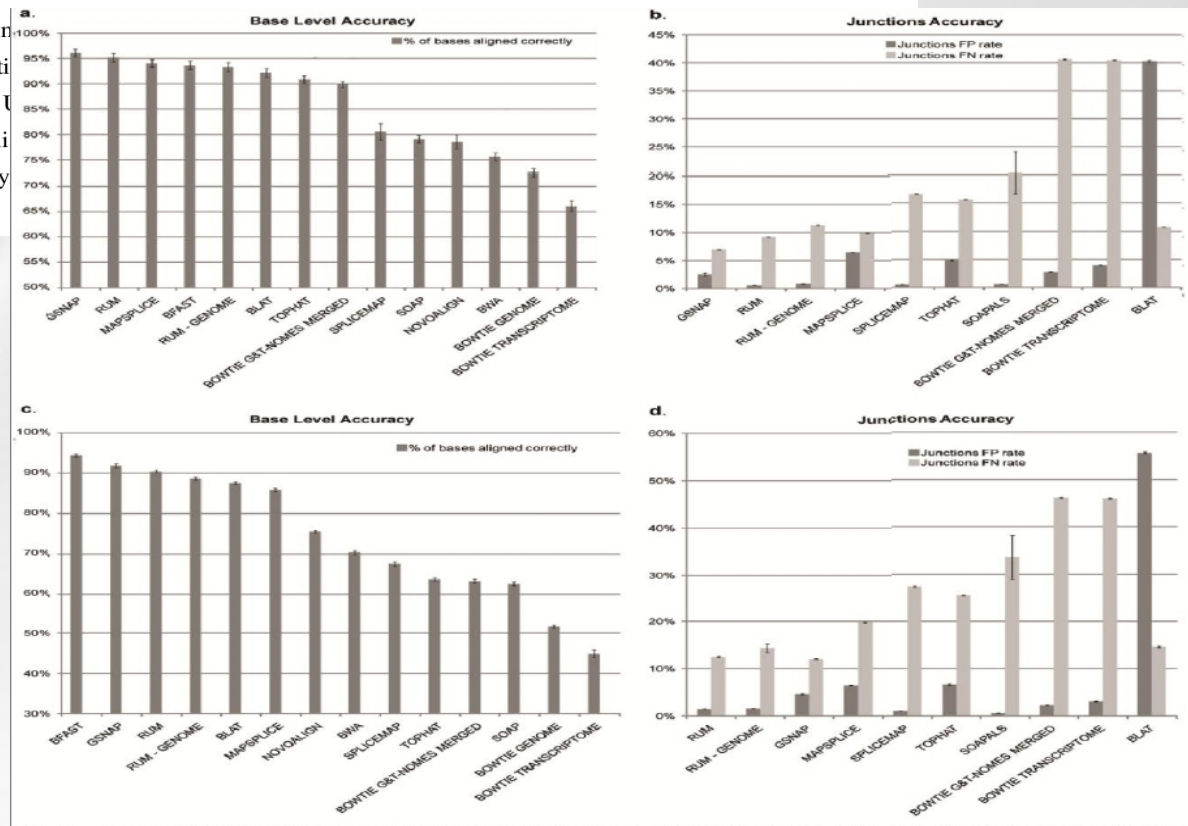 a.
Base Level Accuracy
% of bases aligned correctly
100%
95%
90%
85%
80%
75%
70%
65%
60%
55%
50%
GSNAP
RUM
MAPSPLICE
BFAST
RUM - GENOME
BLAT
TOPHAT
BOWTIE G&T-NOMES MERGED
SPLICEMAP
SOAP
NOVOALIGN
BWA
BOWTIE GENOME
BOWTIE TRANSCRIPTOME
b.
Junctions Accuracy
Junctions FP rate
Junctions FN rate
45%
40%
35%
30%
25%
20%
15%
10%
5%
0%
GSNAP
RUM
RUM - GENOME
MAPSPLICE
SPLICEMAP
TOPHAT
SOAPALS
BOWTIE G&T-NOMES MERGED
BOWTIE TRANSCRIPTOME
BLAT
c.
Base Level Accuracy
% of bases aligned correctly
100%
90%
80%
70%
60%
50%
40%
30%
BFAST
GSNAP
RUM
RUM - GENOME
BLAT
MAPSPLICE
NOVOALIGN
BWA
SPLICEMAP
TOPHAT
BOWTIE G&T-NOMES MERGED
SOAP
BOWTIE GENOME
BOWTIE TRANSCRIPTOME
d.
Junctions Accuracy
Junctions FP rate
Junctions FN rate
60%
50%
40%
30%
20%
10%
0%
RUM
RUM - GENOME
GSNAP
MAPSPLICE
SPLICEMAP
TOPHAT
SOAPALS
BOWTIE G&T-NOMES MERGED
BOWTIE TRANSCRIPTOME
BLAT